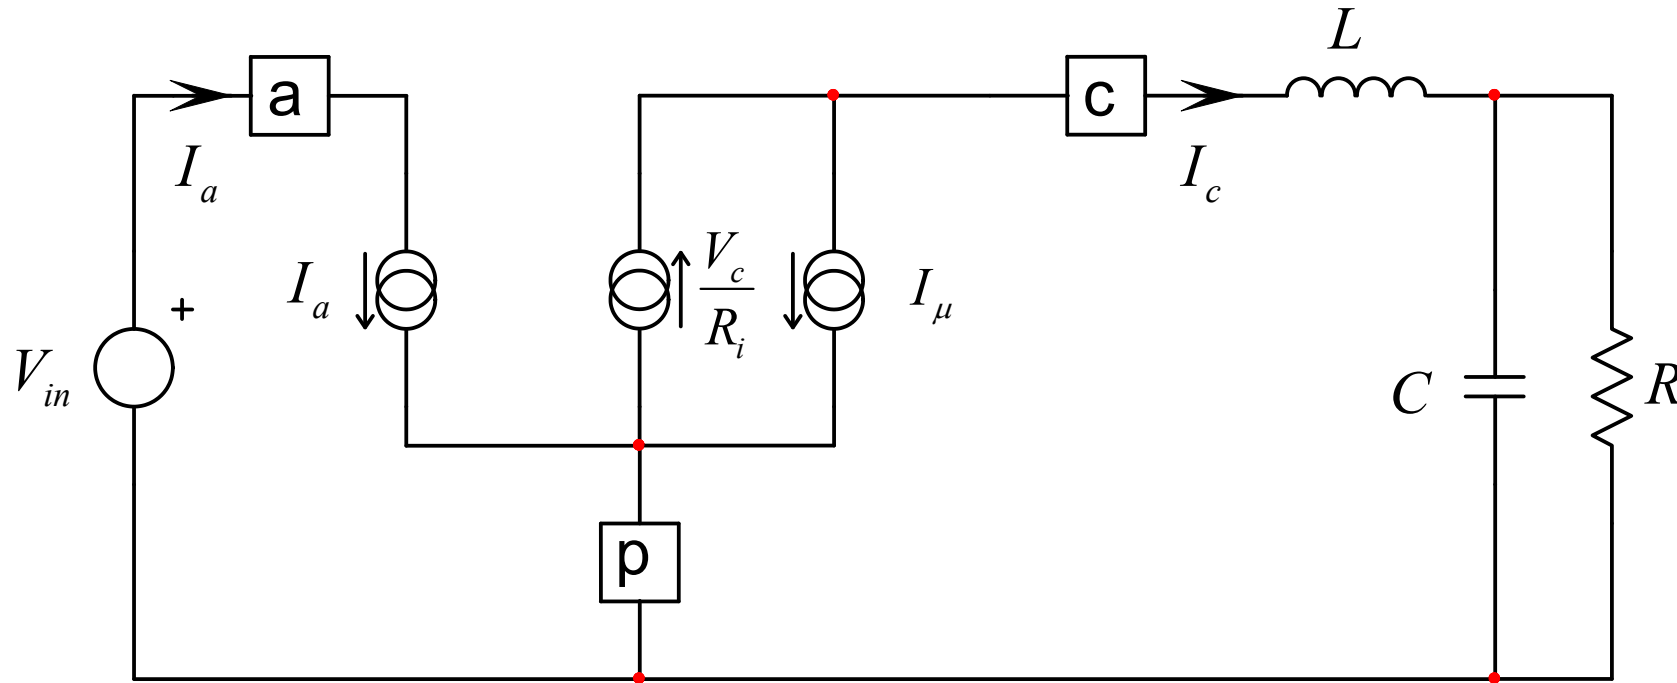 L
a
c
I_a
I_c
I_a
V_c
R_i
I_μ
+
V_in
C
R
p